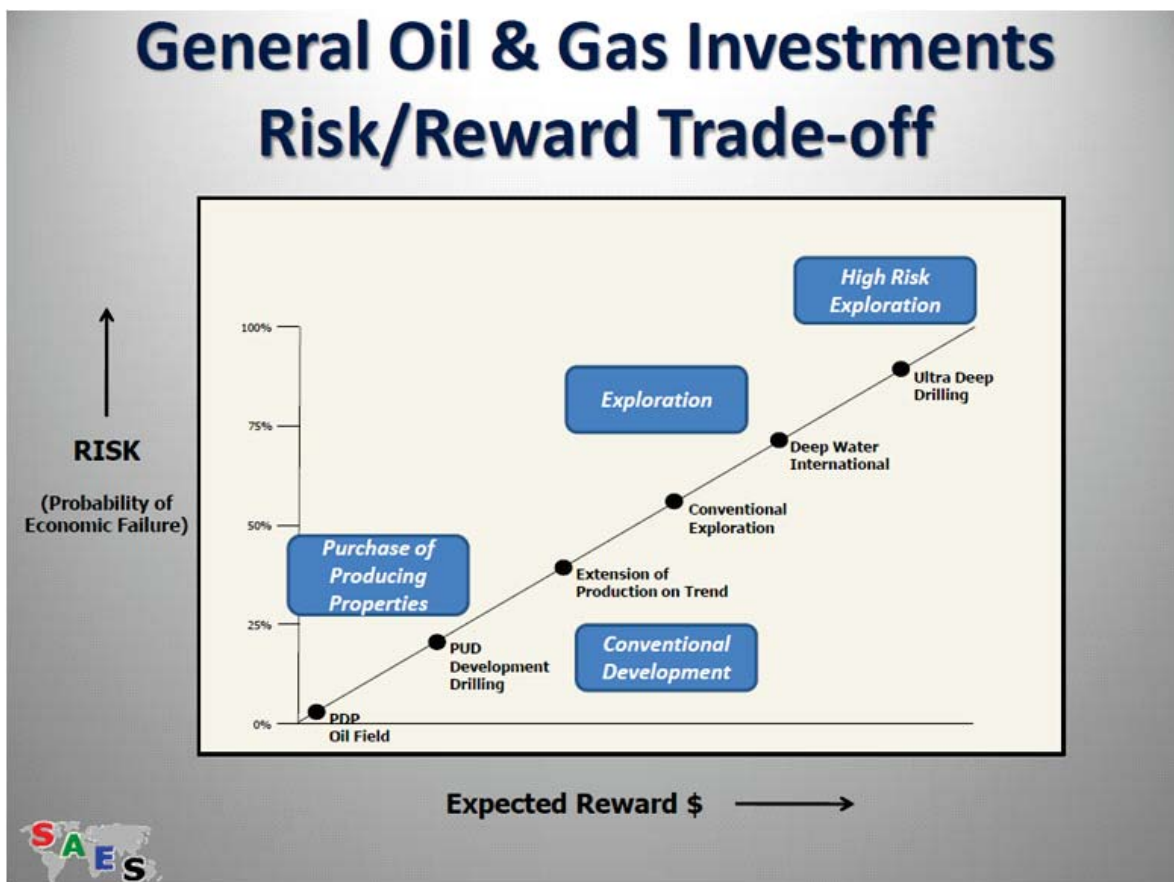 General Oil & Gas Investments
Risk/Reward Trade-off
High Risk
Exploration
100%
Ultra Deep
Drilling
Exploration
75%
Deep Water
International
RISK
(Probability of
Economic Failure)
Conventional
Exploration
50%
Purchase of
Producing
Properties
Extension of
Production on Trend
25%
Conventional
Development
PUD
Development
Drilling
0%
PDP
Oil Field
Expected Reward $
SAES